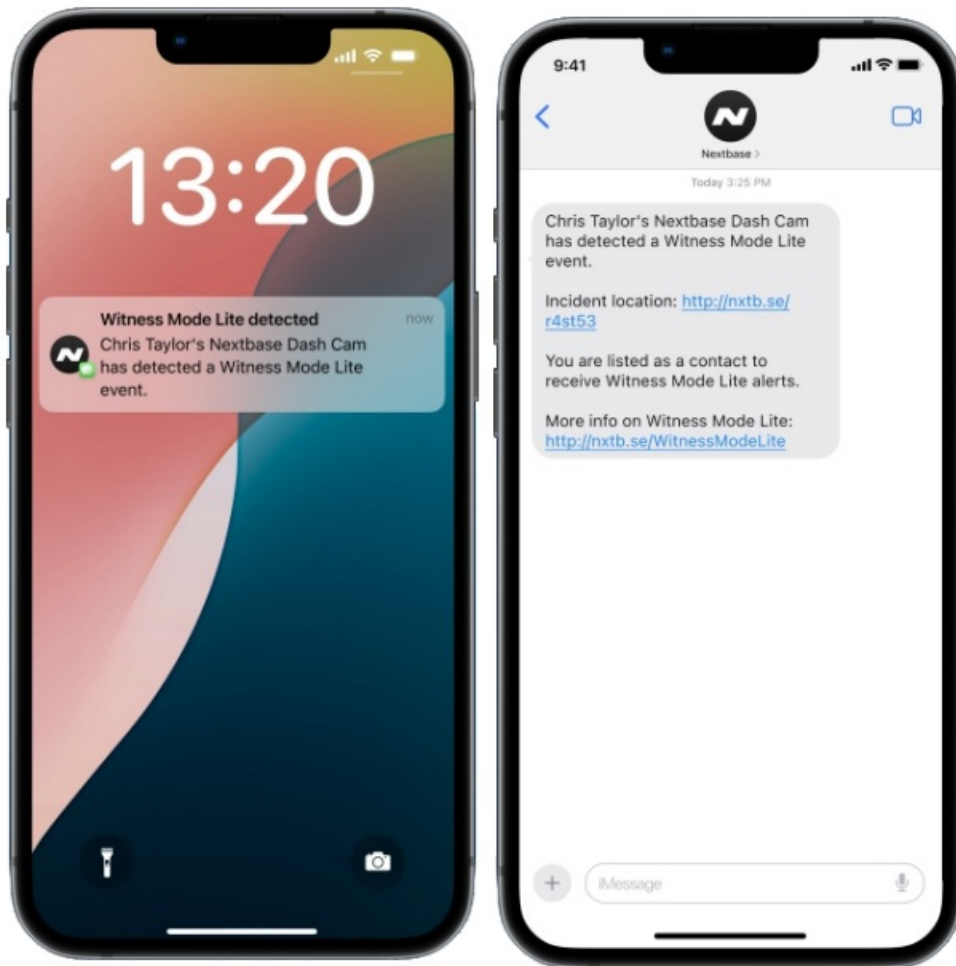 13:20
Witness Mode Lite detected now
Chris Taylor's Nextbase Dash Cam
has detected a Witness Mode Lite
event.
9:41
Nextbase >
Today 3:25 PM
Chris Taylor's Nextbase Dash Cam
has detected a Witness Mode Lite
event.
Incident location: http://nxtb.se/
r4st53
You are listed as a contact to
receive Witness Mode Lite alerts.
More info on Witness Mode Lite:
http://nxtb.se/WitnessModeLite
iMessage